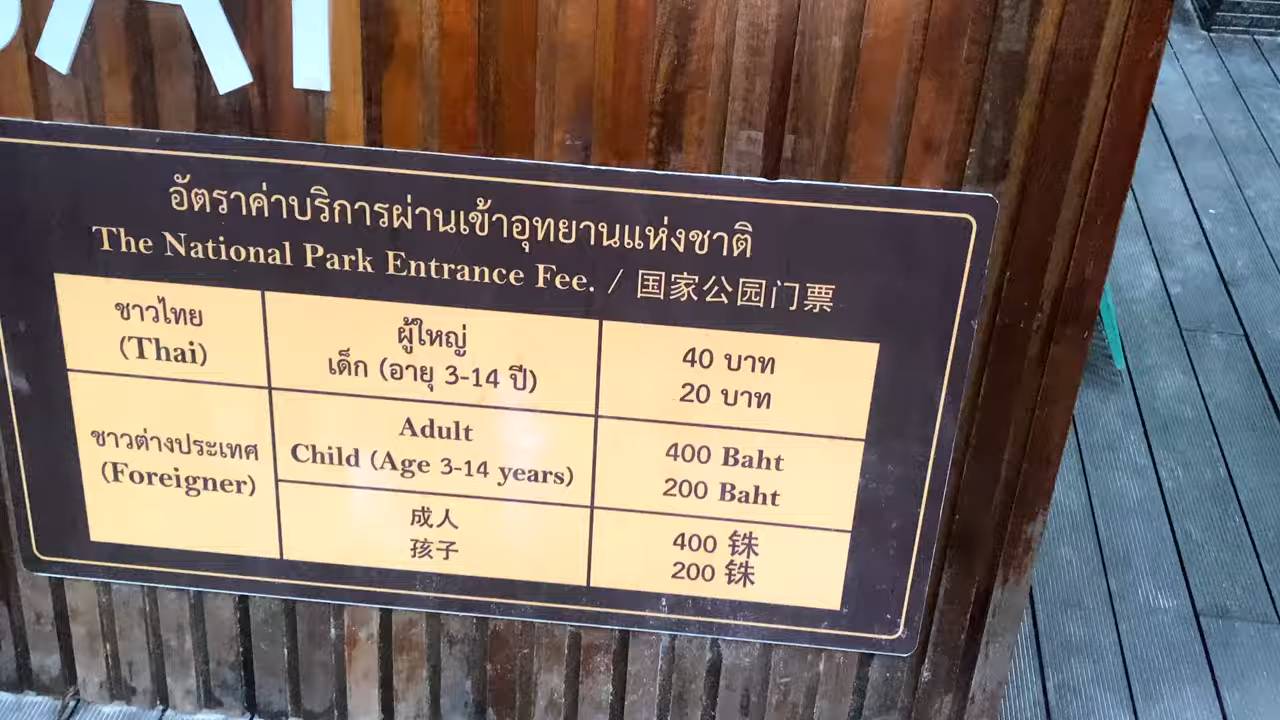 อัตราค่าบริการผ่านเข้าอุทยานแห่งชาติ
The National Park Entrance Fee. / 国家公园门票
ชาวไทย
(Thai)
ผู้ใหญ่
เด็ก (อายุ 3-14 ปี)
40 บาท
20 บาท
ชาวต่างประเทศ
(Foreigner)
Adult
Child (Age 3-14 years)
400 Baht
200 Baht
成人
孩子
400 铢
200 铢